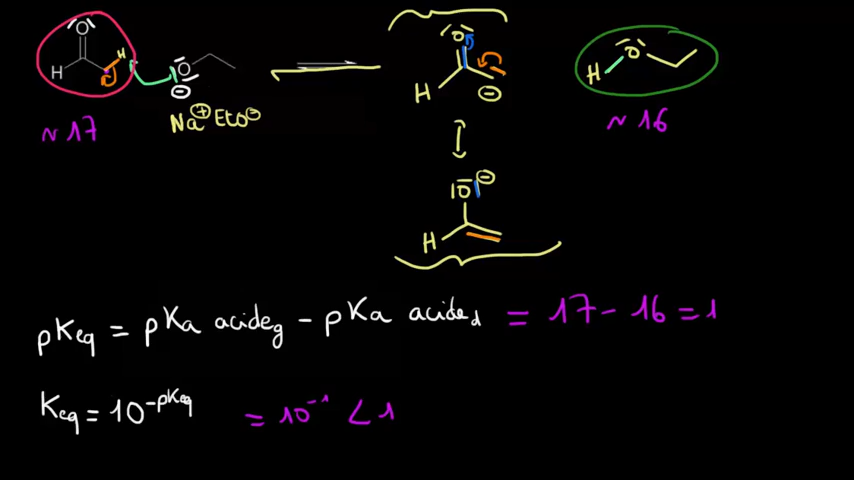 O
H
H
O
⊖
Na⊕ EtO⊖
~ 17
O
H
⊖
H
O
~ 16
|O ⊖
H
pKeq = pKa acide g - pKa acide d = 17 - 16 = 1
Keq = 10^-pKeq = 10^-1 < 1